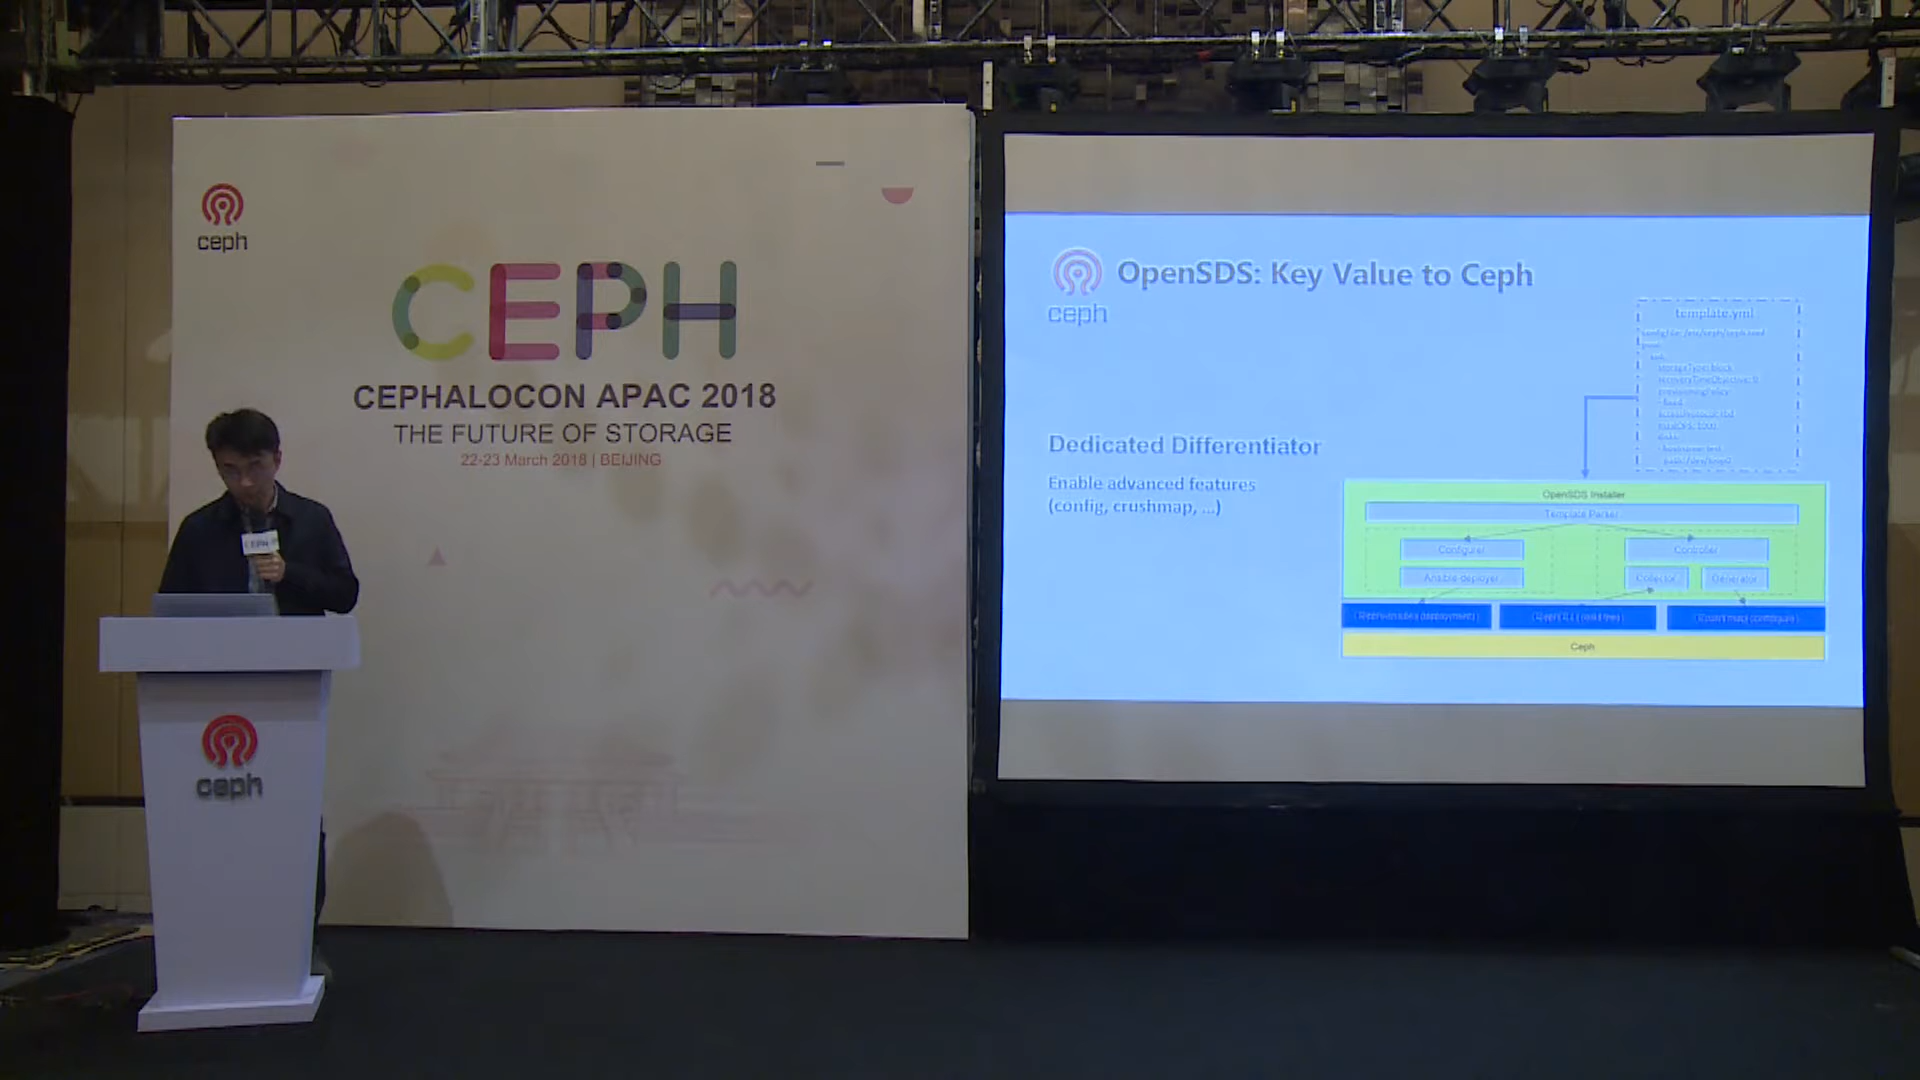 ceph
CEPH
CEPHALOCON APAC 2018
THE FUTURE OF STORAGE
22-23 March 2018 | BEIJING
CEPH
ceph
ceph
OpenSDS: Key Value to Ceph
template.yml
storageType: block
Dedicated Differentiator
Enable advanced features
(config, crushmap, ...)
OpenSDS Installer
Template Parser
Configurer
Controller
Ansible deployer
Collector
Generator
Ceph